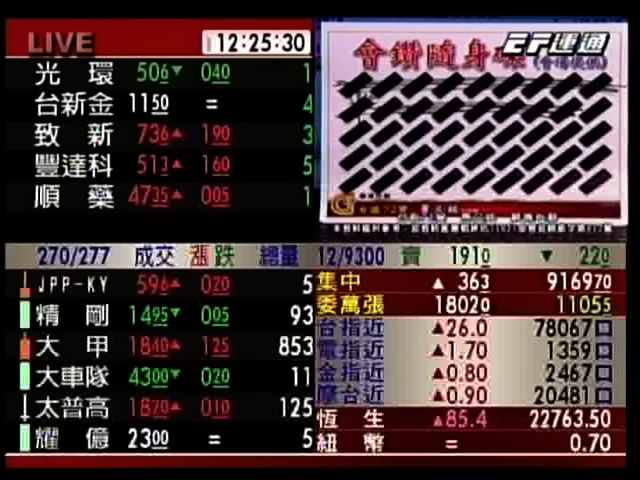 LIVE 12:25:30
光環 506▼ 040 1
台新金 1150 = 4
致新 736▲ 190 3
豐達科 513▲ 160 5
順藥 4735▲ 005 1
會鑽隨身碟
EF連通
270/277 成交 漲跌 總量
JPP-KY 596▲ 020 5
精剛 1495▼ 005 93
大甲 1840▲ 125 853
大車隊 4300▼ 020 11
太普高 1820▲ 010 125
耀億 2300 = 5
12/9300 賣 1910 ▼ 220
集中 ▲ 363 916970
委萬張 18020 11055
台指近 ▲26.0 78067口
電指近 ▲1.70 1359口
金指近 ▲0.80 2467口
摩台近 ▲0.90 20481口
恆生 ▲85.4 22763.50
紐幣 = 0.70